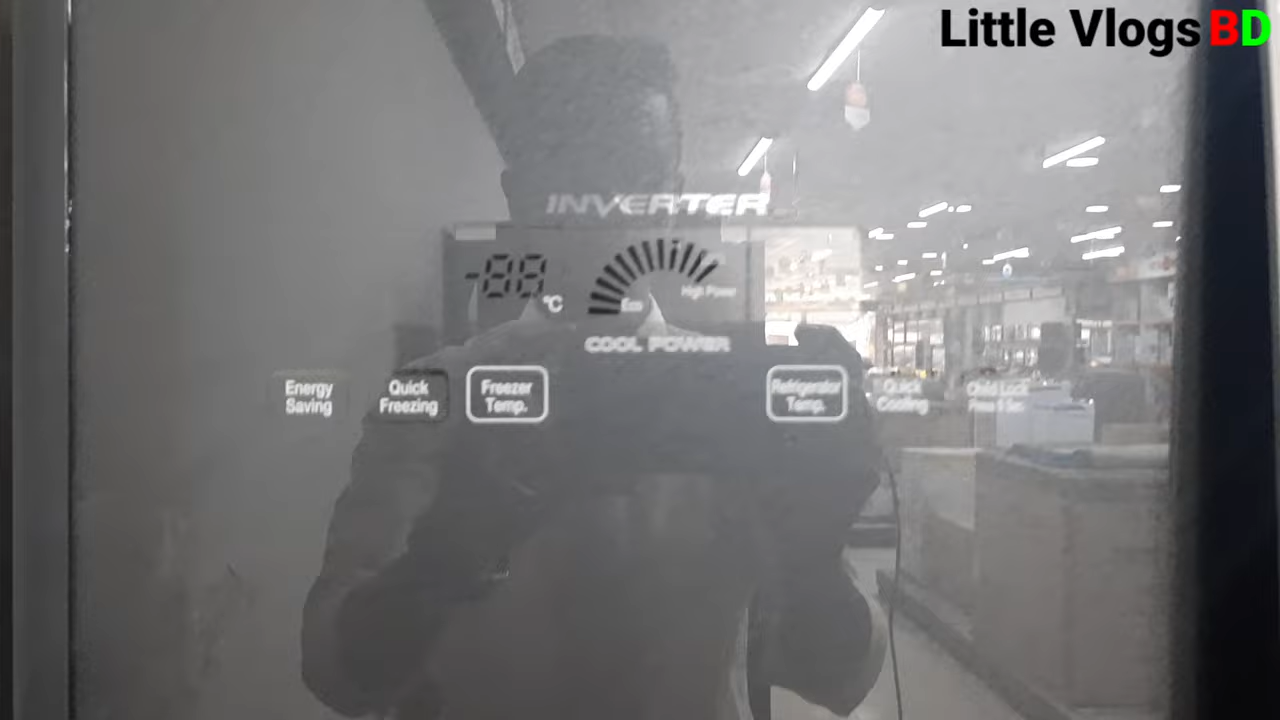 Little Vlogs BD
INVERTER
-88
°C
Eco
High Power
COOL POWER
Energy
Saving
Quick
Freezing
Freezer
Temp.
Refrigerator
Temp.
Quick
Cooling
Child Lock